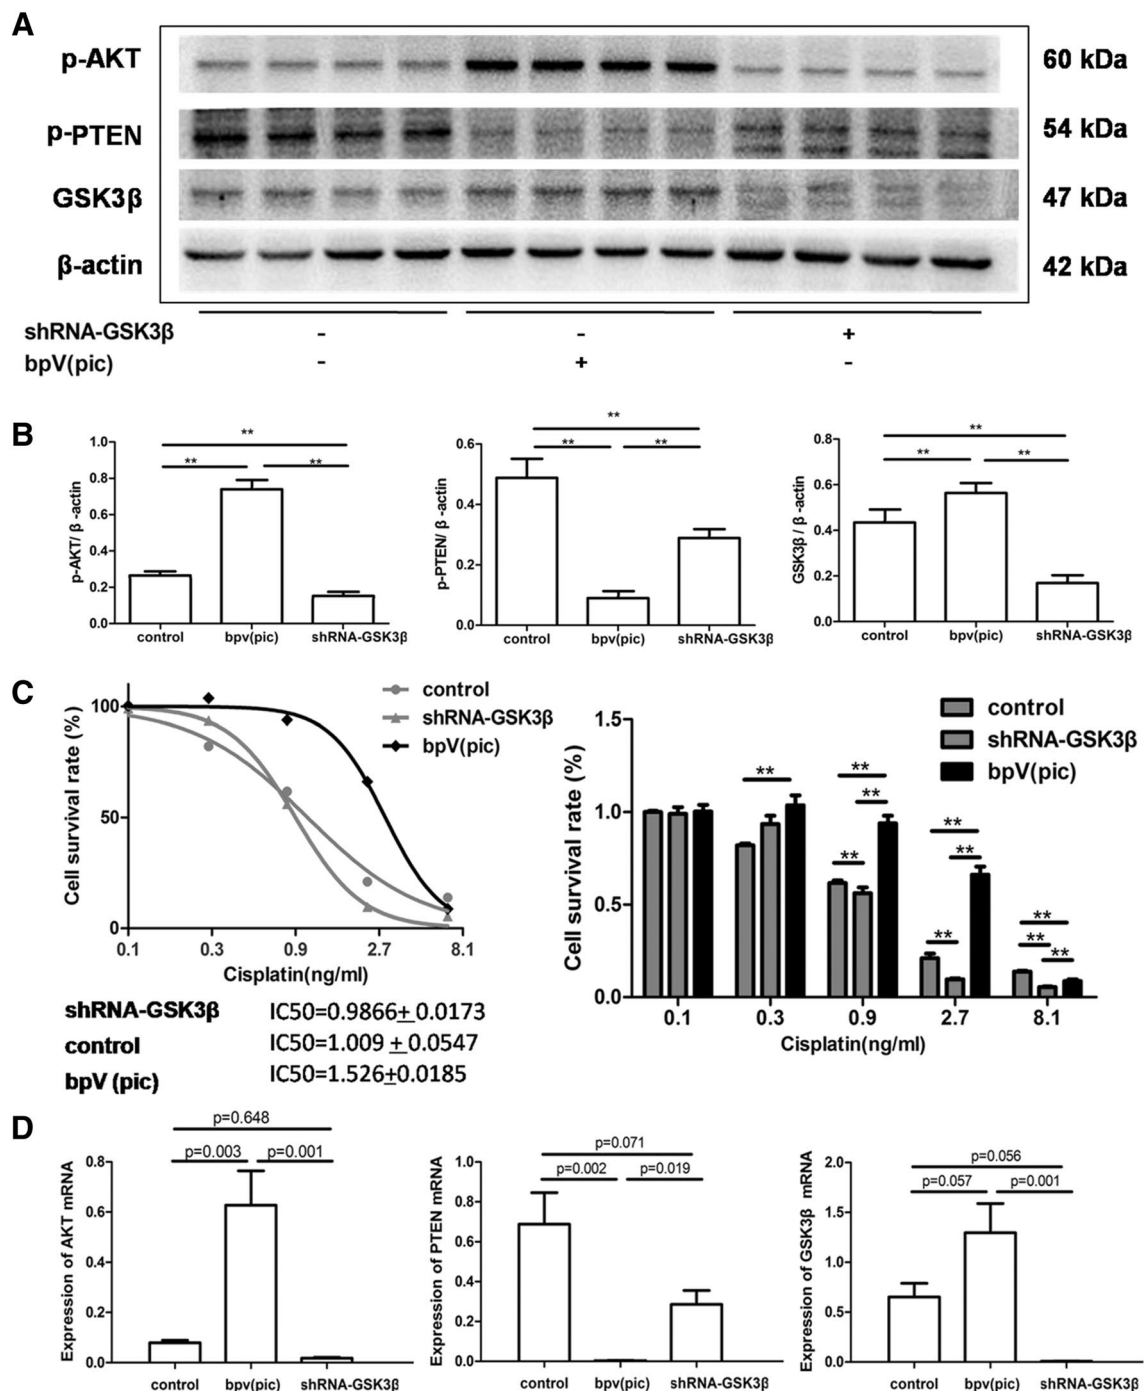 A
p-AKT 60 kDa
p-PTEN 54 kDa
GSK3β 47 kDa
β-actin 42 kDa
shRNA-GSK3β - - +
bpV(pic) - + -
B
**
** **
1.0
0.8
0.6
0.4
0.2
0.0
p-AKT/ β -actin
control bpv(pic) shRNA-GSK3β
**
** **
0.6
0.4
0.2
0.0
p-PTEN/ β -actin
control bpv(pic) shRNA-GSK3β
**
** **
0.8
0.6
0.4
0.2
0.0
GSK3β / β -actin
control bpv(pic) shRNA-GSK3β
C
control
shRNA-GSK3β
bpV(pic)
100
50
0
Cell survival rate (%)
0.1 0.3 0.9 2.7 8.1
Cisplatin(ng/ml)
shRNA-GSK3β IC50=0.9866± 0.0173
control IC50=1.009 ± 0.0547
bpV (pic) IC50=1.526±0.0185
control
shRNA-GSK3β
bpV(pic)
1.5
1.0
0.5
0.0
Cell survival rate (%)
**
**
**
**
**
**
**
**
**
**
0.1 0.3 0.9 2.7 8.1
Cisplatin(ng/ml)
D
p=0.648
p=0.003 p=0.001
0.8
0.6
0.4
0.2
0.0
Expression of AKT mRNA
control bpv(pic) shRNA-GSK3β
p=0.071
p=0.002 p=0.019
1.0
0.8
0.6
0.4
0.2
0.0
Expression of PTEN mRNA
control bpv(pic) shRNA-GSK3β
p=0.056
p=0.057 p=0.001
2.0
1.5
1.0
0.5
0.0
Expression of GSK3β mRNA
control bpv(pic) shRNA-GSK3β